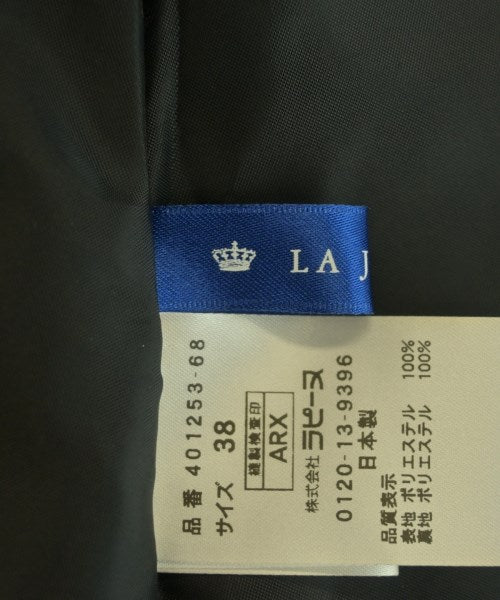 LA J
品番 401253-68
サイズ 38
縫製検査印
ARX
株式会社 ラピーヌ
0120-13-9396
日本製
品質表示
表地 ポリエステル 100%
裏地 ポリエステル 100%